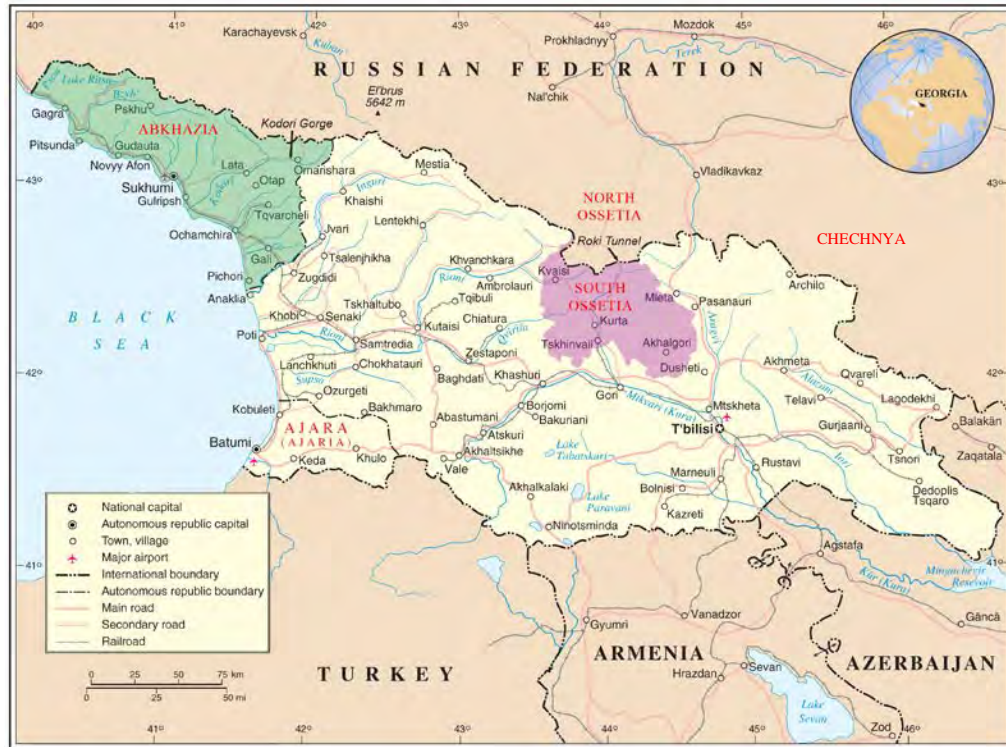 40°
41°
42°
43°
44°
45°
46°
Karachayevsk
Kuban
Prokhladnyy
Mozdok
Terek
RUSSIAN FEDERATION
Nal'chik
El'brus
5642 m
GEORGIA
Lake Ritsa
Bzyb'
Pskhu
Gagra
ABKHAZIA
Kodori
Gorge
Pitsunda
Gudauta
Novyy Afon
Lata
Omarishara
Mestia
Vladikavkaz
43°
43°
Sukhumi
Otap
Kodori
Inguri
Khaishi
NORTH
OSSETIA
Gulripsh
Tqvarcheli
Lentekhi
Ochamchira
Jvari
Roki Tunnel
CHECHNYA
Gali
Tsalenjhikha
Khvanchkara
Kvaisi
Pichori
Zugdidi
Rioni
Ambrolauri
SOUTH
OSSETIA
Mleta
Pasanauri
Archilo
Anaklia
Tskhaltubo
Tqibuli
BLACK
SEA
Khobi
Senaki
Kutaisi
Chiatura
Kurta
Aragvi
Poti
Rioni
Samtredia
Qvirila
Tskhinvali
Akhalgori
Akhmeta
Alazani
Qvareli
Lanchkhuti
Chokhatauri
Zestaponi
42°
42°
Supsa
Baghdati
Khashuri
Dusheti
Telavi
Lagodekhi
Ozurgeti
Gori
Mtkvari (Kura)
Mtskheta
Kobuleti
Bakhmaro
Abastumani
Borjomi
Bakuriani
T'bilisi
Gurjaani
Balakän
AJARA
(AJARIA)
Atskuri
Batumi
Akhaltsikhe
Lake
Tabatskuri
Iori
Tsnori
Zaqatala
Keda
Khulo
Vale
Marneuli
Rustavi
Akhalkalaki
Lake
Paravani
Bolnisi
Dedoplis
Tsqaro
Kazreti
Ninotsminda
41°
41°
Agstafa
Mingachevir
Reservoir
Kür (Kura)
Gyumri
Vanadzor
Gäncä
TURKEY
ARMENIA
AZERBAIJAN
Hrazdan
Sevan
Lake
Sevan
Zod
National capital
Autonomous republic capital
Town, village
Major airport
International boundary
Autonomous republic boundary
Main road
Secondary road
Railroad
0 25 50 75 km
0 25 50 mi
42°
43°
44°
45°
46°